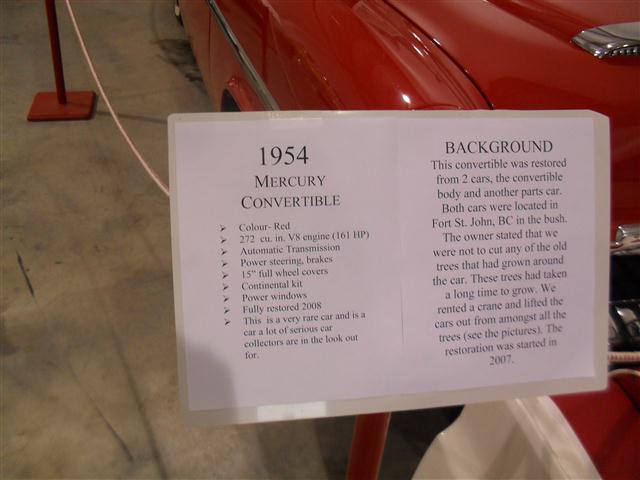 1954
MERCURY
CONVERTIBLE
➢ Colour- Red
➢ 272 cu. in. V8 engine (161 HP)
➢ Automatic Transmission
➢ Power steering, brakes
➢ 15" full wheel covers
➢ Continental kit
➢ Power windows
➢ Fully restored 2008
➢ This is a very rare car and is a
car a lot of serious car
collectors are in the look out
for.
BACKGROUND
This convertible was restored
from 2 cars, the convertible
body and another parts car.
Both cars were located in
Fort St. John, BC in the bush.
The owner stated that we
were not to cut any of the old
trees that had grown around
the car. These trees had taken
a long time to grow. We
rented a crane and lifted the
cars out from amongst all the
trees (see the pictures). The
restoration was started in
2007.